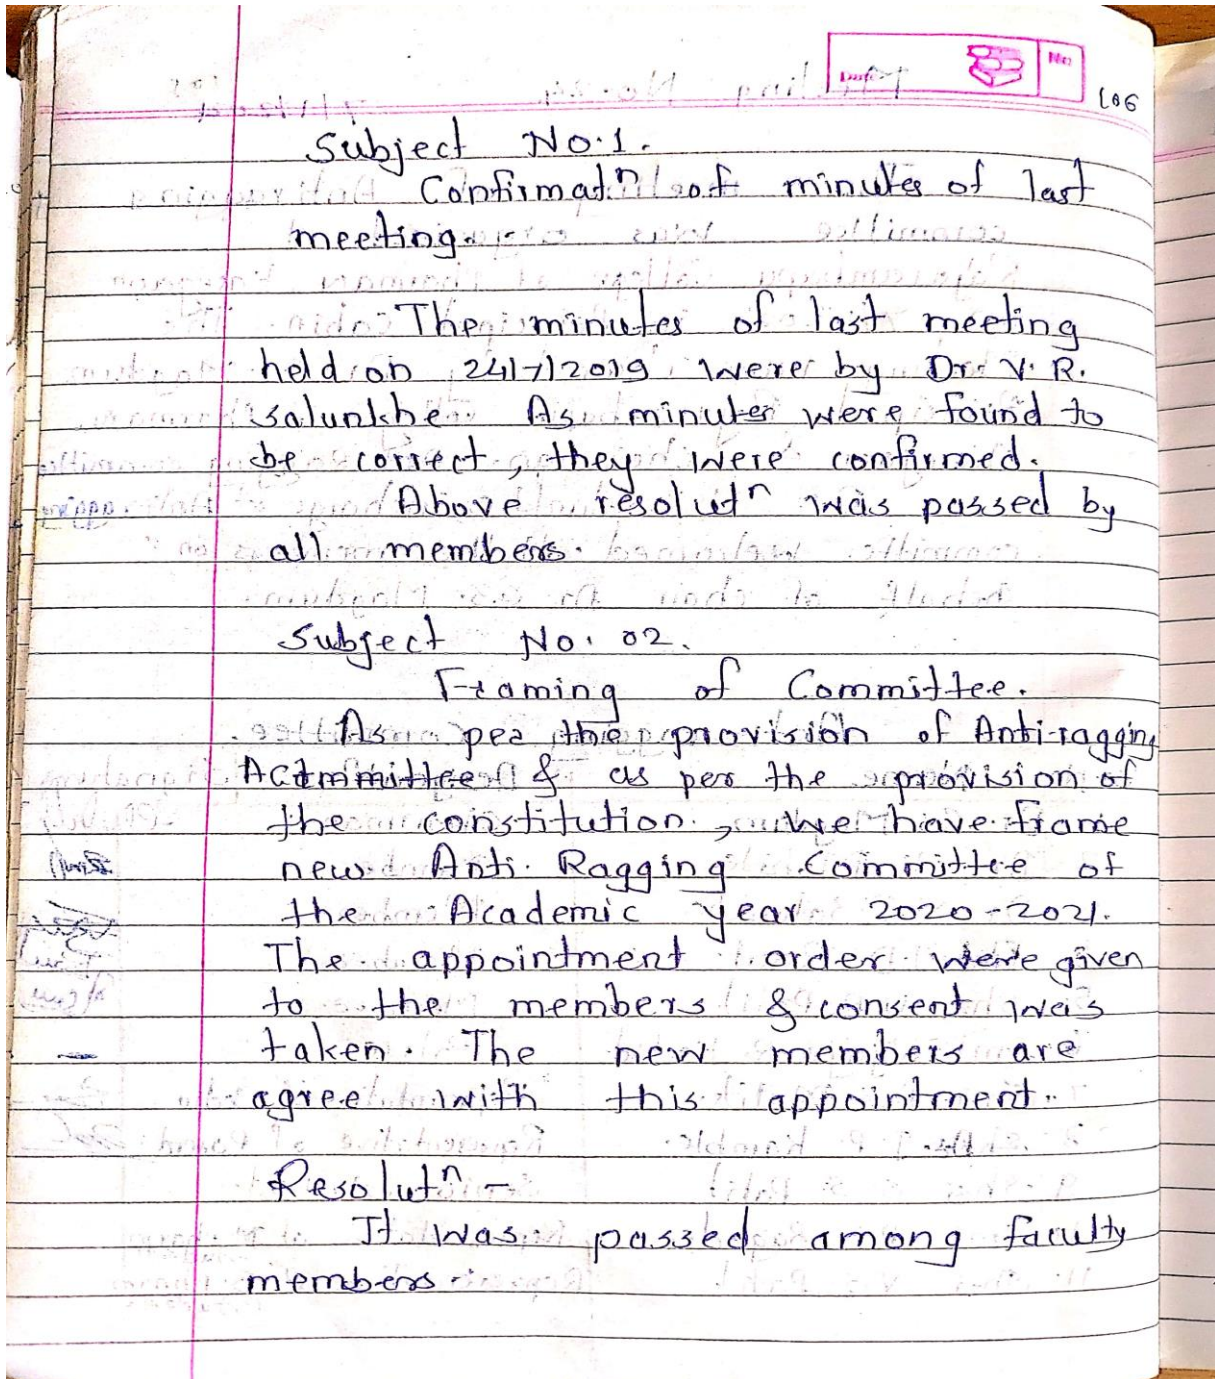 Date
No
106
Subject No.1.
Confirmatⁿ of minutes of last
meeting.
The minutes of last meeting
held on 24/7/2019 were by Dr. V. R.
Salunkhe. As minutes were found to
be correct, they were confirmed.
Above resolutⁿ was passed by
all members.
Subject No. 02.
Framing of Committee.
As per the provision of Anti-ragging
Act & as per the provision of
the constitution, we have frame
new Anti. Ragging Committee of
the Academic year 2020-2021.
The appointment order were given
to the members & consent was
taken. The new members are
agree with this appointment.
Resolutⁿ -
It was passed among faculty
members.